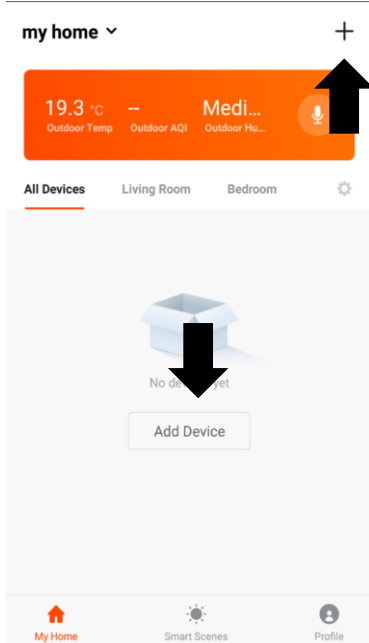 my home
19.3 °C -- Medi...
Outdoor Temp Outdoor AQI Outdoor Hu...
All Devices Living Room Bedroom
No yet
Add Device
My Home Smart Scenes Profile